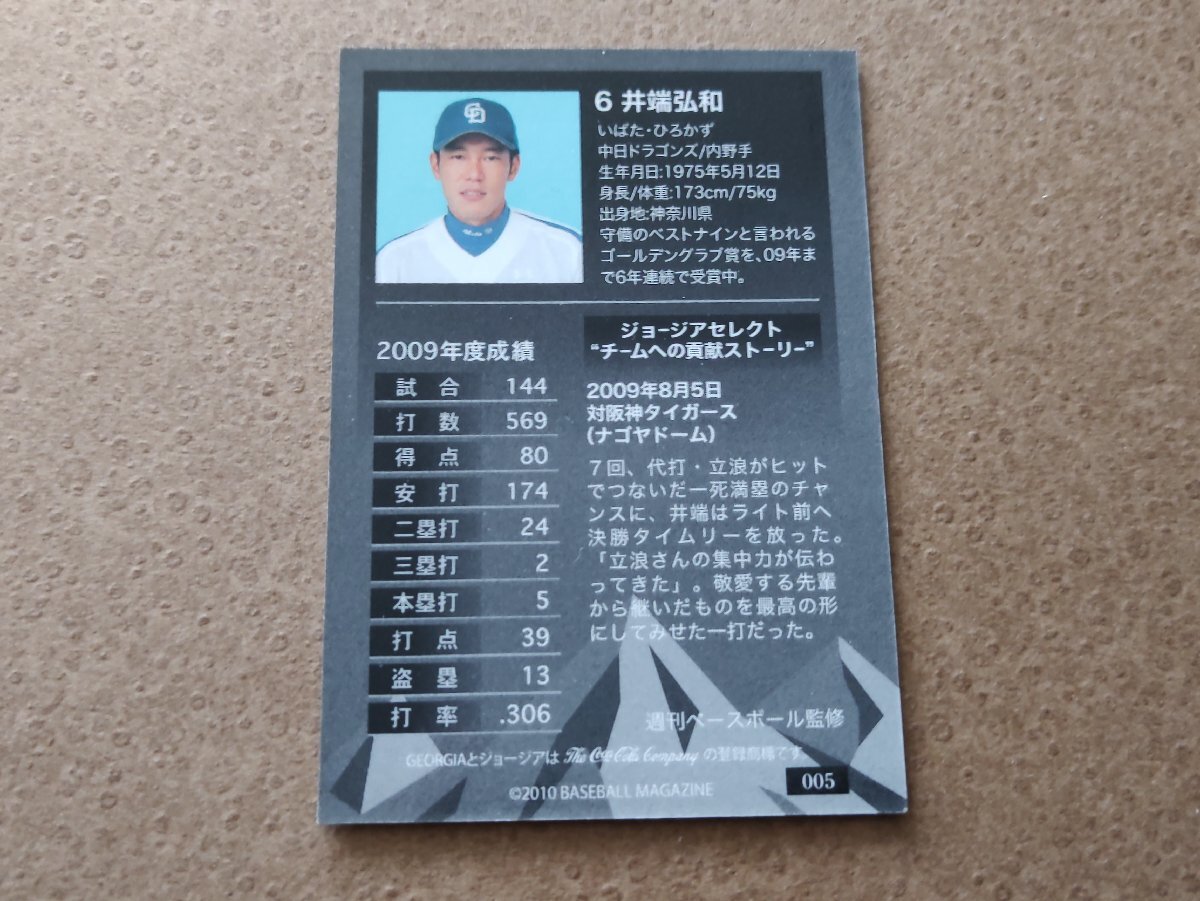 6 井端弘和
いばた・ひろかず
中日ドラゴンズ/内野手
生年月日:1975年5月12日
身長/体重:173cm/75kg
出身地:神奈川県
守備のベストナインと言われる
ゴールデングラブ賞を、09年ま
で6年連続で受賞中。
2009年度成績
試合 144
打数 569
得点 80
安打 174
二塁打 24
三塁打 2
本塁打 5
打点 39
盗塁 13
打率 .306
ジョージアセレクト
“チームへの貢献ストーリー”
2009年8月5日
対阪神タイガース
(ナゴヤドーム)
7回、代打・立浪がヒット
でつないだ一死満塁のチャ
ンスに、井端はライト前へ
決勝タイムリーを放った。
「立浪さんの集中力が伝わ
ってきた」。敬愛する先輩
から継いだものを最高の形
にしてみせた一打だった。
週刊ベースボール監修
GEORGIAとジョージアは The Coca-Cola Company の登録商標です。
©2010 BASEBALL MAGAZINE
005